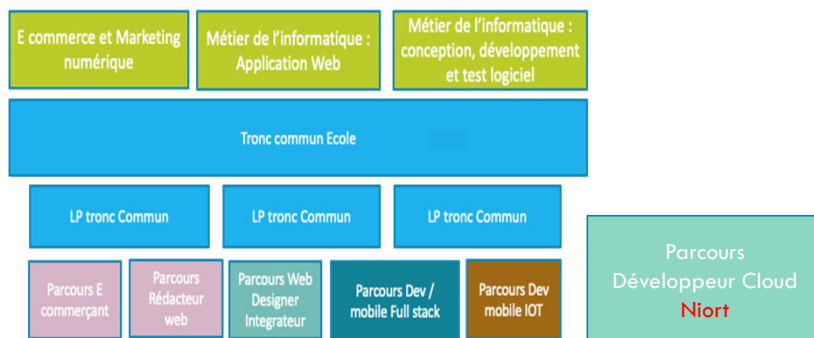 E commerce et Marketing
numérique
Métier de l'informatique :
Application Web
Métier de l'informatique :
conception, développement
et test logiciel
Tronc commun Ecole
LP tronc Commun
LP tronc Commun
LP tronc Commun
Parcours E
commerçant
Parcours
Rédacteur
web
Parcours Web
Designer
Integrateur
Parcours Dev /
mobile Full stack
Parcours Dev
mobile IOT
Parcours
Développeur Cloud
Niort